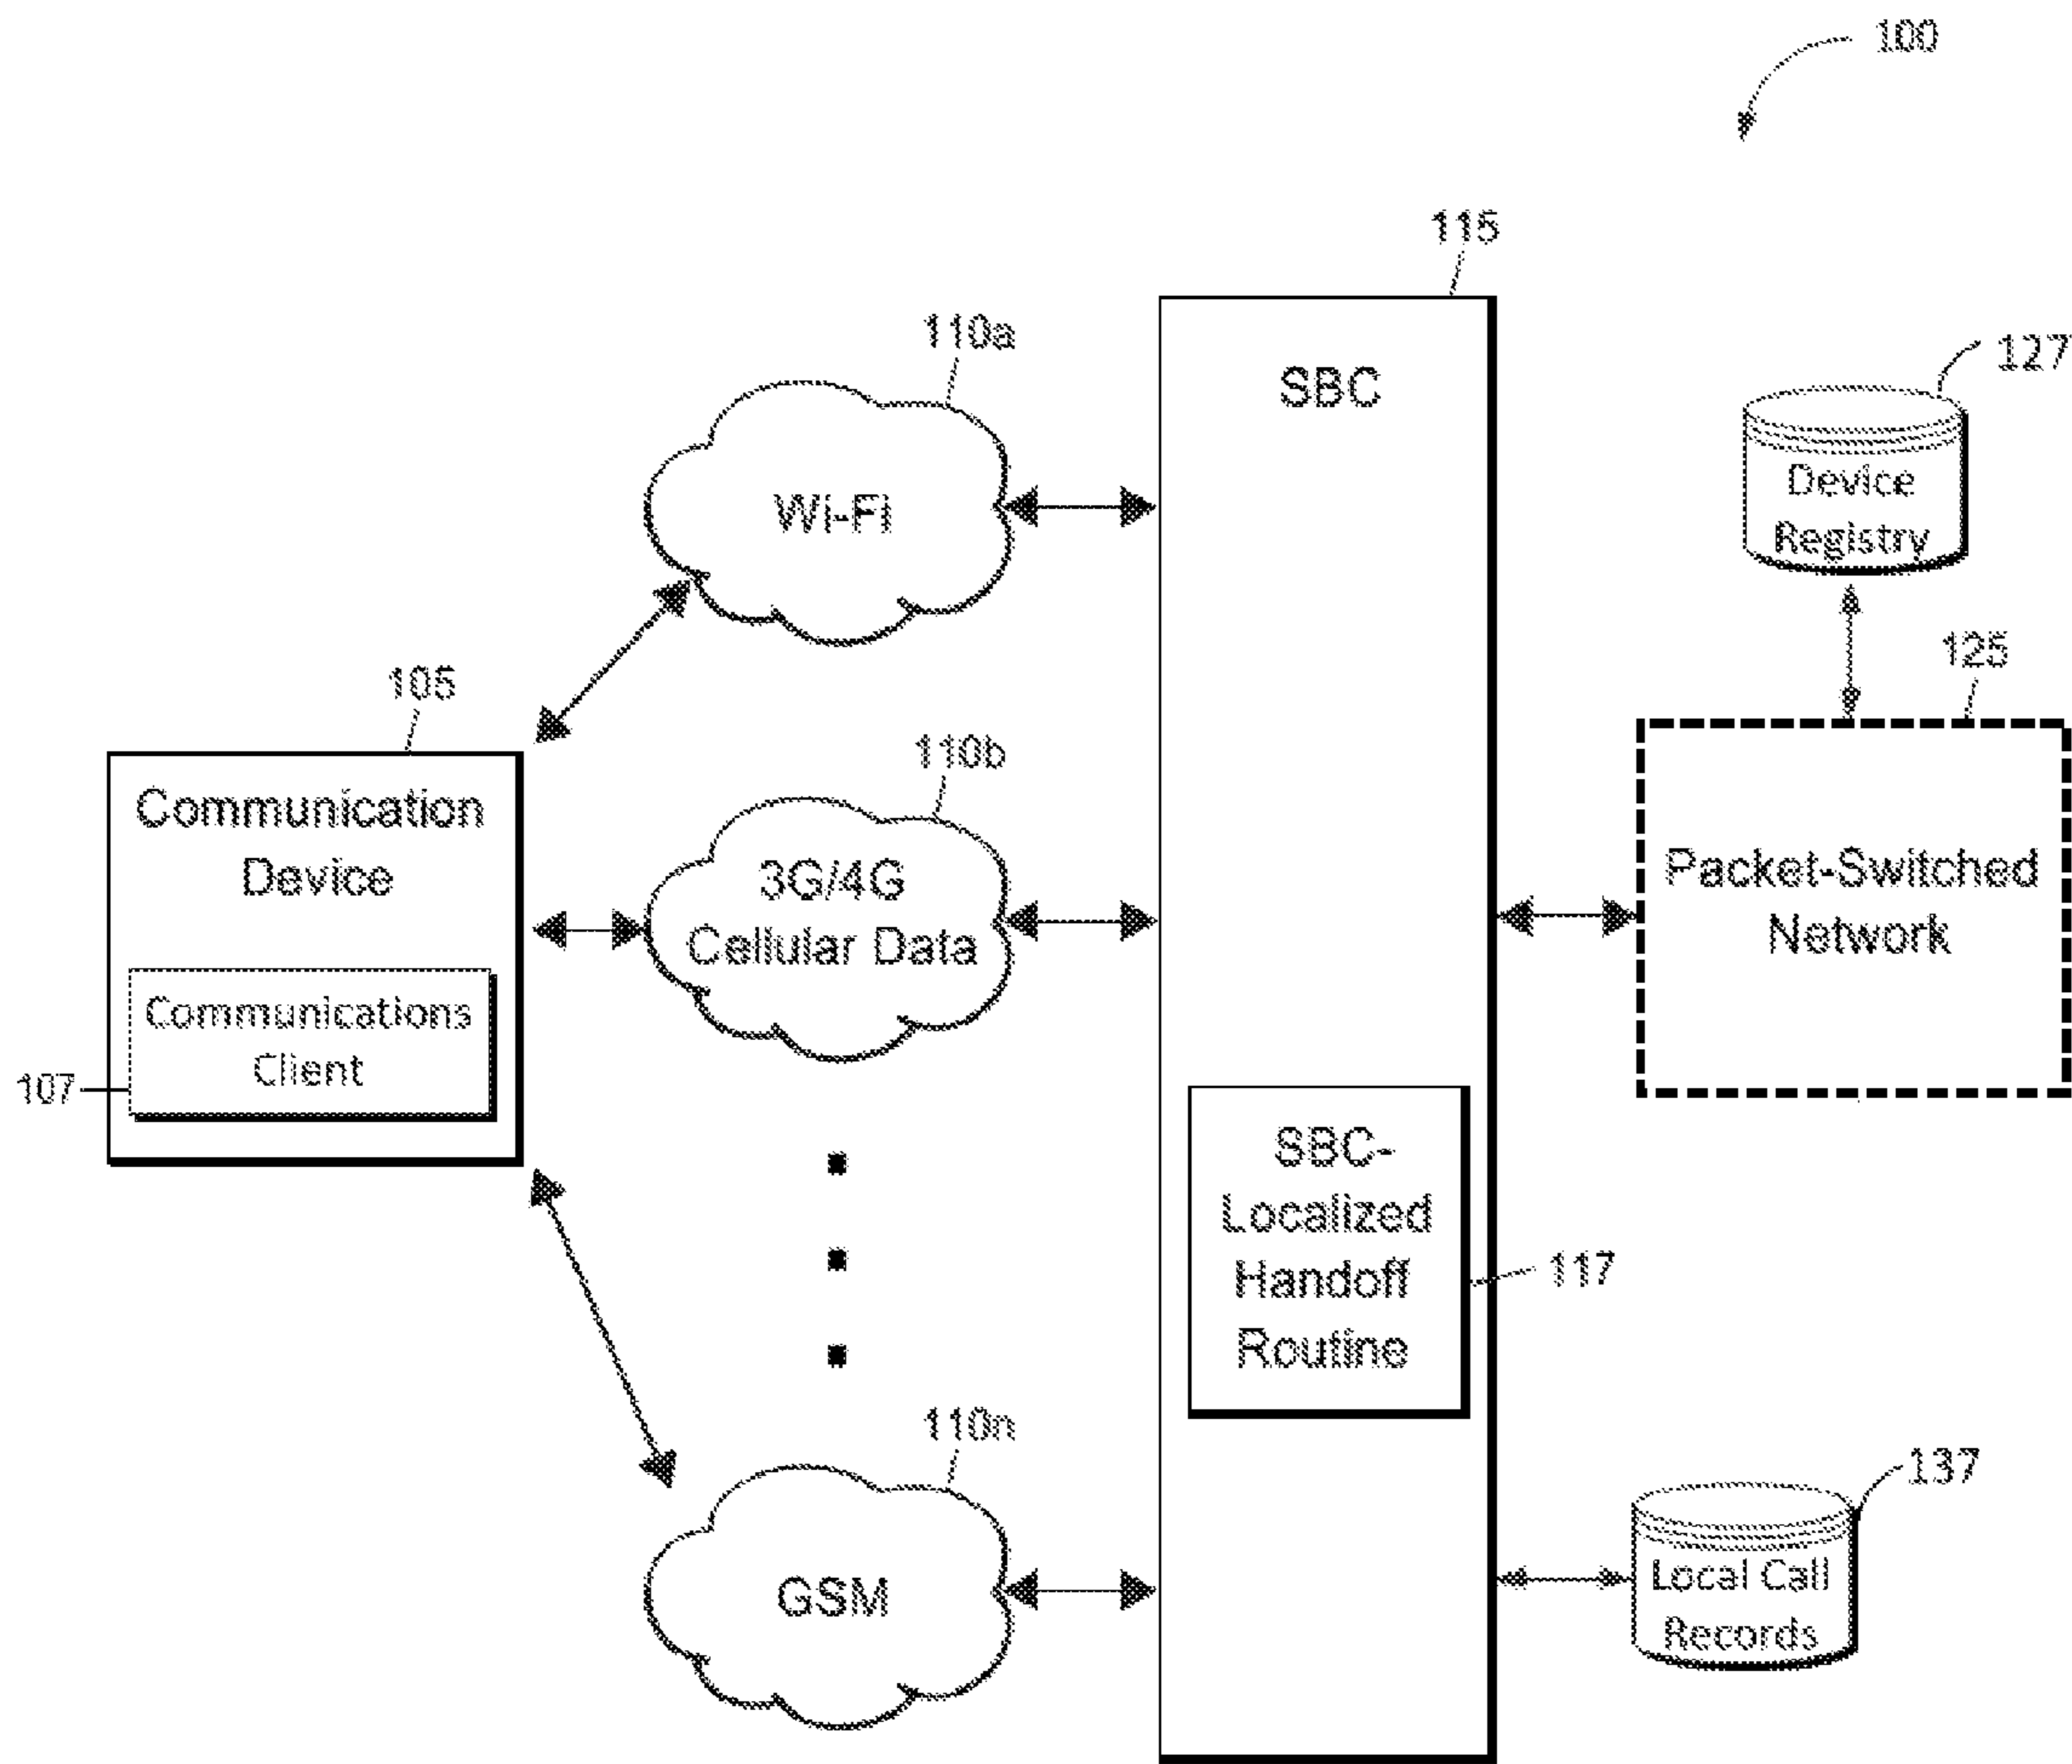 100
115
110a
SBC
127
Wi-Fi
Device
Registry
125
105
110b
Communication
Device
3G/4G
Cellular Data
Packet-Switched
Network
Communications
Client
107
SBC-
Localized
Handoff
Routine
117
110n
137
GSM
Local Call
Records